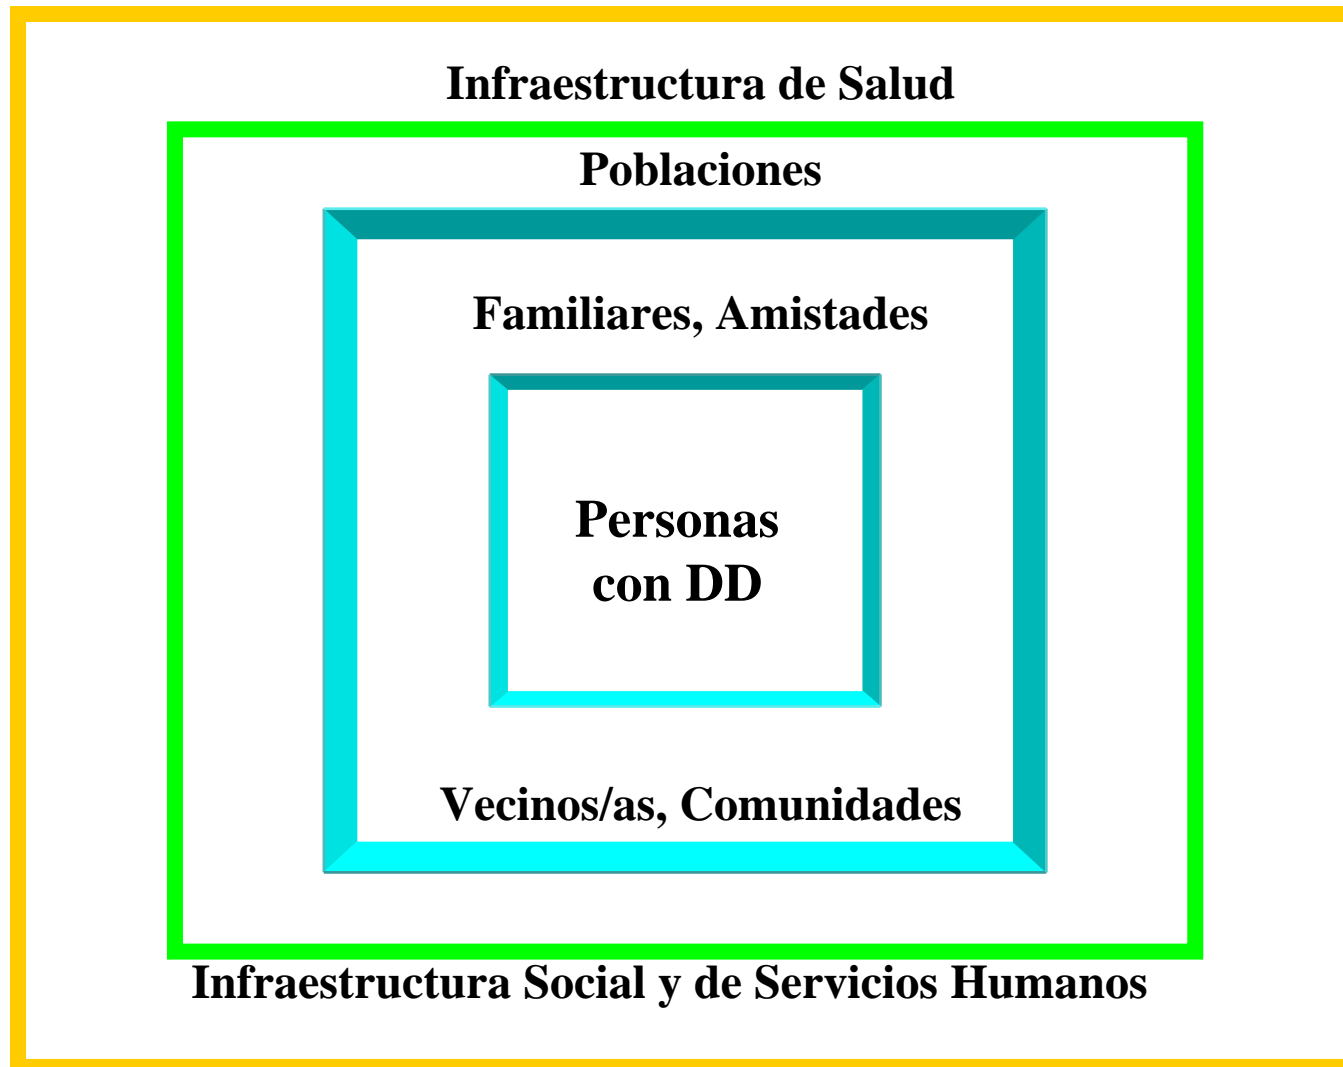 Infraestructura de Salud
Poblaciones
Familiares, Amistades
Personas
con DD
Vecinos/as, Comunidades
Infraestructura Social y de Servicios Humanos